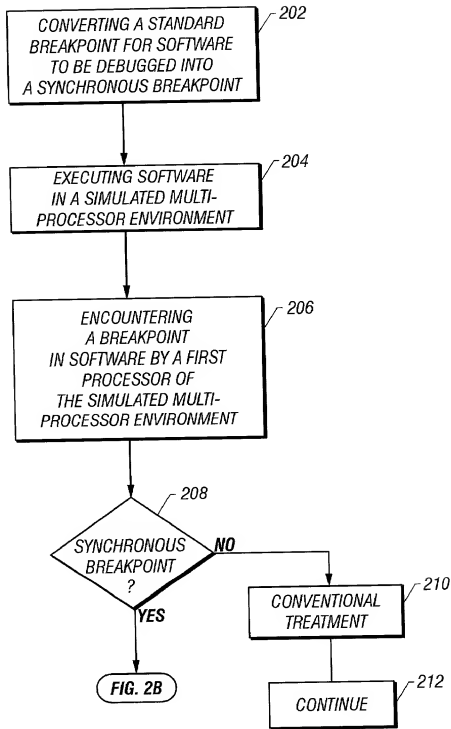 CONVERTING A STANDARD
BREAKPOINT FOR SOFTWARE
TO BE DEBUGGED INTO
A SYNCHRONOUS BREAKPOINT
202
EXECUTING SOFTWARE
IN A SIMULATED MULTI-
PROCESSOR ENVIRONMENT
204
ENCOUNTERING
A BREAKPOINT
IN SOFTWARE BY A FIRST
PROCESSOR OF
THE SIMULATED MULTI-
PROCESSOR ENVIRONMENT
206
SYNCHRONOUS
BREAKPOINT
?
208
NO
YES
CONVENTIONAL
TREATMENT
210
FIG. 2B
CONTINUE
212